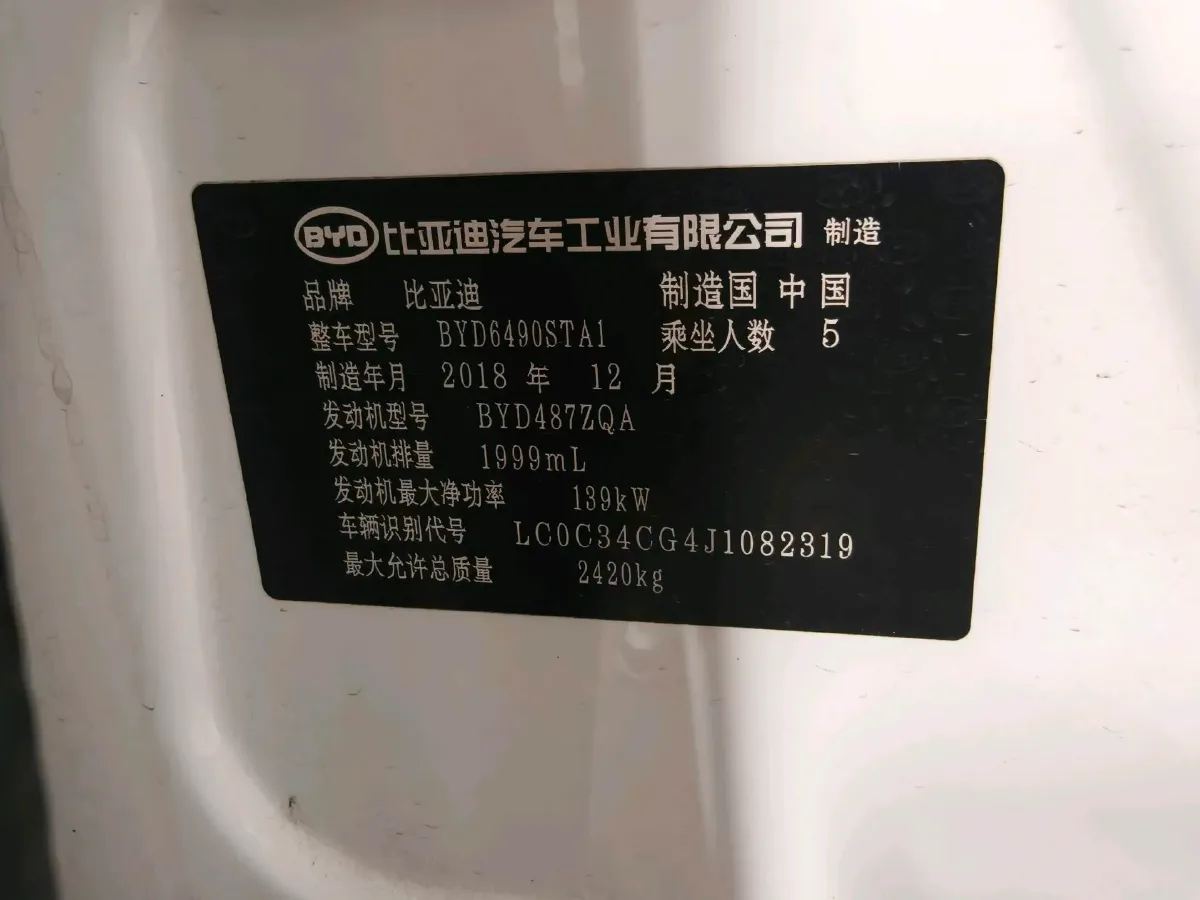 BYD 比亚迪汽车工业有限公司 制造
品牌 比亚迪 制造国 中国
整车型号 BYD6490STA1 乘坐人数 5
制造年月 2018 年 12 月
发动机型号 BYD487ZQA
发动机排量 1999mL
发动机最大净功率 139kW
车辆识别代号 LC0C34CG4J1082319
最大允许总质量 2420kg